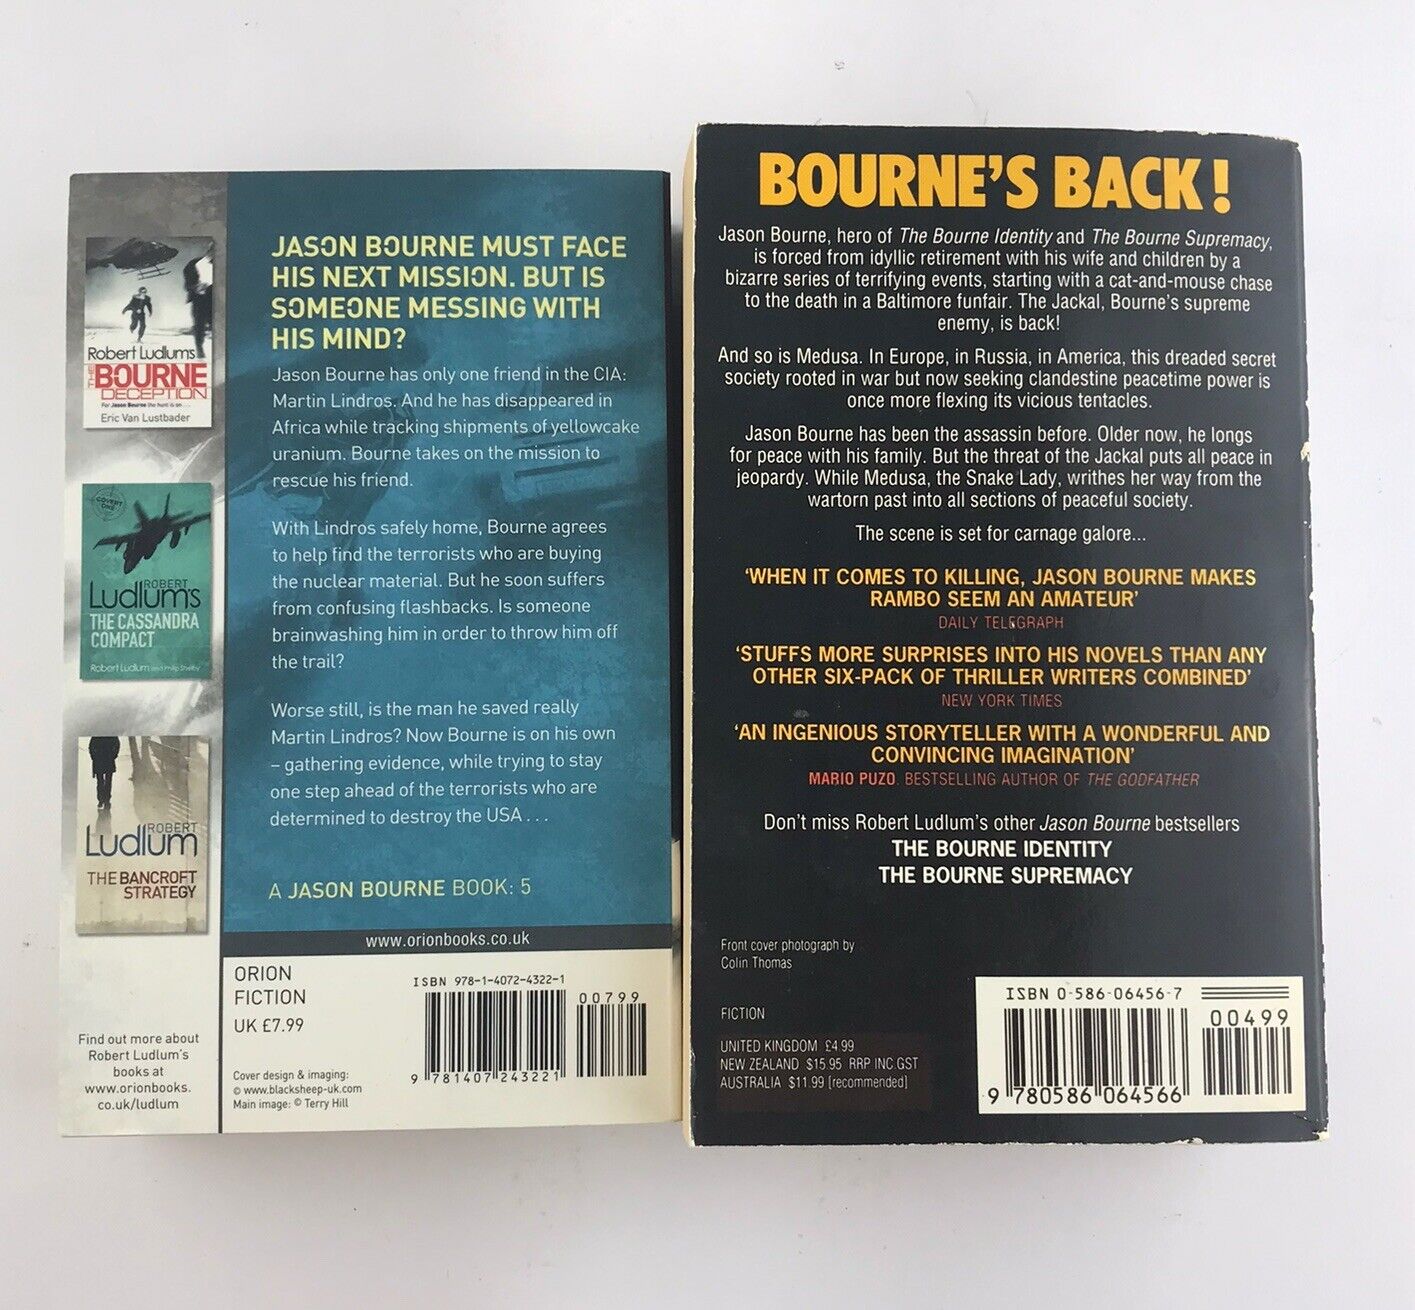 Robert Ludlum's
THE
BOURNE
DECEPTION
For Jason Bourne the hunt is on . . .
Eric Van Lustbader
COVERT
ONE
ROBERT
Ludlum's
THE CASSANDRA
COMPACT
Robert Ludlum and Philip Shelby
ROBERT
Ludlum
THE BANCROFT
STRATEGY
Find out more about
Robert Ludlum's
books at
www.orionbooks.
co.uk/ludlum
JASON BOURNE MUST FACE
HIS NEXT MISSION. BUT IS
SOMEONE MESSING WITH
HIS MIND?
Jason Bourne has only one friend in the CIA:
Martin Lindros. And he has disappeared in
Africa while tracking shipments of yellowcake
uranium. Bourne takes on the mission to
rescue his friend.
With Lindros safely home, Bourne agrees
to help find the terrorists who are buying
the nuclear material. But he soon suffers
from confusing flashbacks. Is someone
brainwashing him in order to throw him off
the trail?
Worse still, is the man he saved really
Martin Lindros? Now Bourne is on his own
– gathering evidence, while trying to stay
one step ahead of the terrorists who are
determined to destroy the USA . . .
A JASON BOURNE BOOK: 5
www.orionbooks.co.uk
ORION
FICTION
UK £7.99
Cover design & imaging:
© www.blacksheep-uk.com
Main image: © Terry Hill
ISBN 978-1-4072-4322-1
00799
9 781407 243221
BOURNE'S BACK!
Jason Bourne, hero of The Bourne Identity and The Bourne Supremacy,
is forced from idyllic retirement with his wife and children by a
bizarre series of terrifying events, starting with a cat-and-mouse chase
to the death in a Baltimore funfair. The Jackal, Bourne's supreme
enemy, is back!
And so is Medusa. In Europe, in Russia, in America, this dreaded secret
society rooted in war but now seeking clandestine peacetime power is
once more flexing its vicious tentacles.
Jason Bourne has been the assassin before. Older now, he longs
for peace with his family. But the threat of the Jackal puts all peace in
jeopardy. While Medusa, the Snake Lady, writhes her way from the
wartorn past into all sections of peaceful society.
The scene is set for carnage galore...
'WHEN IT COMES TO KILLING, JASON BOURNE MAKES
RAMBO SEEM AN AMATEUR'
DAILY TELEGRAPH
'STUFFS MORE SURPRISES INTO HIS NOVELS THAN ANY
OTHER SIX-PACK OF THRILLER WRITERS COMBINED'
NEW YORK TIMES
'AN INGENIOUS STORYTELLER WITH A WONDERFUL AND
CONVINCING IMAGINATION'
MARIO PUZO. BESTSELLING AUTHOR OF THE GODFATHER
Don't miss Robert Ludlum's other Jason Bourne bestsellers
THE BOURNE IDENTITY
THE BOURNE SUPREMACY
Front cover photograph by
Colin Thomas
FICTION
UNITED KINGDOM £4.99
NEW ZEALAND $15.95 RRP INC.GST
AUSTRALIA $11.99 [recommended]
ISBN 0-586-06456-7
00499
9 780586 064566